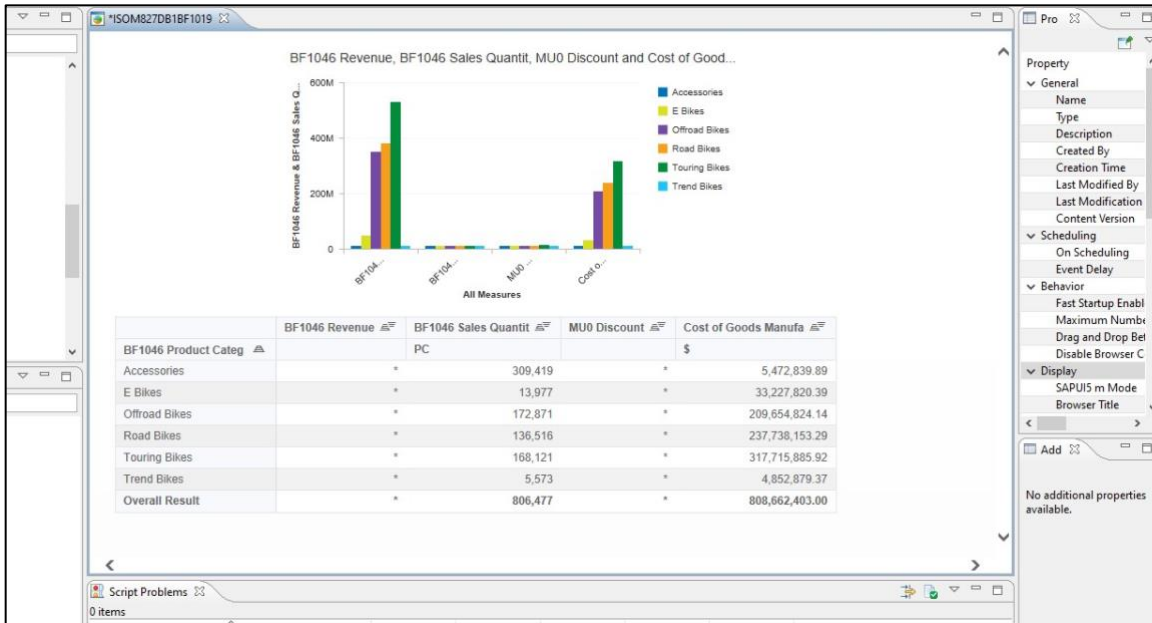 *ISOM827DB1BF1019
BF1046 Revenue, BF1046 Sales Quantit, MU0 Discount and Cost of Good...
BF1046 Revenue & BF1046 Sales Q...
600M
400M
200M
0
BF104...
BF104...
MU0 ...
Cost o...
All Measures
Accessories
E Bikes
Offroad Bikes
Road Bikes
Touring Bikes
Trend Bikes
BF1046 Revenue BF1046 Sales Quantit MU0 Discount Cost of Goods Manufa
BF1046 Product Categ PC $
Accessories * 309,419 * 5,472,839.89
E Bikes * 13,977 * 33,227,820.39
Offroad Bikes * 172,871 * 209,654,824.14
Road Bikes * 136,516 * 237,738,153.29
Touring Bikes * 168,121 * 317,715,885.92
Trend Bikes * 5,573 * 4,852,879.37
Overall Result * 806,477 * 808,662,403.00
Script Problems
0 items
Pro
Property
General
Name
Type
Description
Created By
Creation Time
Last Modified By
Last Modification
Content Version
Scheduling
On Scheduling
Event Delay
Behavior
Fast Startup Enabl
Maximum Numbe
Drag and Drop Bet
Disable Browser C
Display
SAPUI5 m Mode
Browser Title
Add
No additional properties
available.